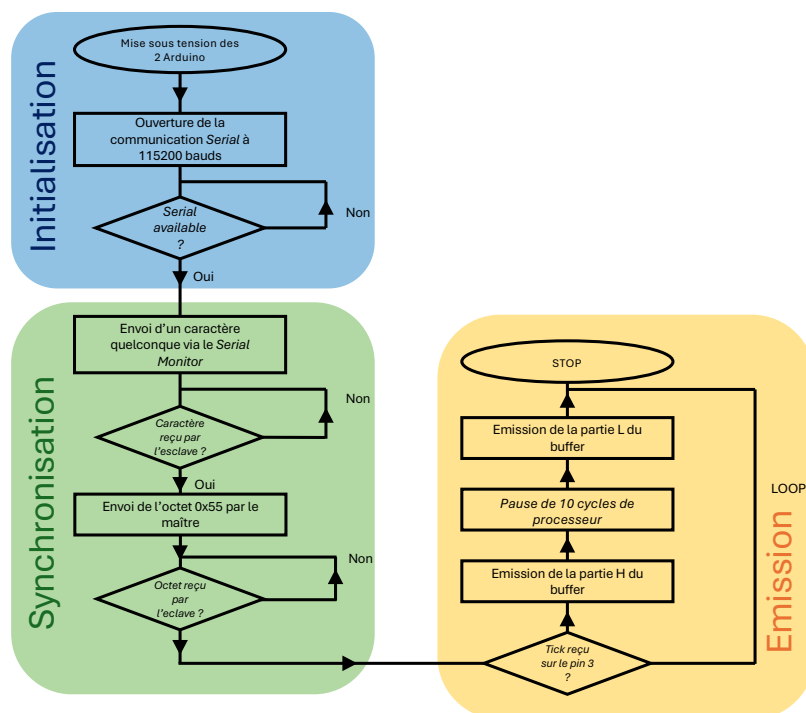 Initialisation
Mise sous tension des
2 Arduino
Ouverture de la
communication Serial à
115200 bauds
Serial
available
?
Non
Oui
Synchronisation
Envoi d'un caractère
quelconque via le Serial
Monitor
Non
Caractère
reçu par
l'esclave ?
Oui
Envoi de l'octet 0x55 par le
maître
Non
Octet reçu
par
l'eclave ?
Emission
STOP
Emission de la partie L du
buffer
LOOP
Pause de 10 cycles de
processeur
Emission de la partie H du
buffer
Tick reçu
sur le pin 3
?